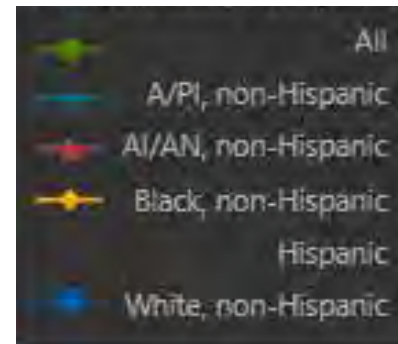 All
A/PI, non-Hispanic
AI/AN, non-Hispanic
Black, non-Hispanic
Hispanic
White, non-Hispanic